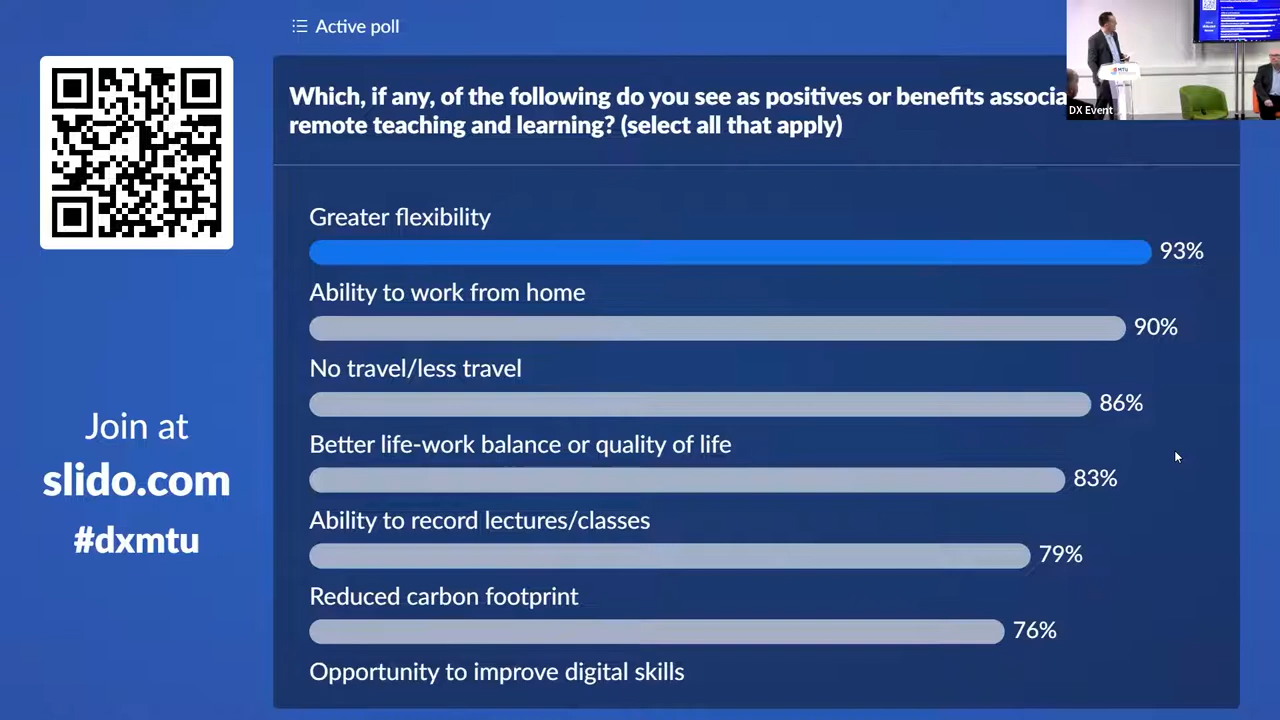 Active poll
Which, if any, of the following do you see as positives or benefits
remote teaching and learning? (select all that apply)
DX Event
MTU
Greater flexibility
93%
Ability to work from home
90%
No travel/less travel
86%
Better life-work balance or quality of life
83%
Ability to record lectures/classes
79%
Reduced carbon footprint
76%
Opportunity to improve digital skills
Join at
slido.com
#dxmtu